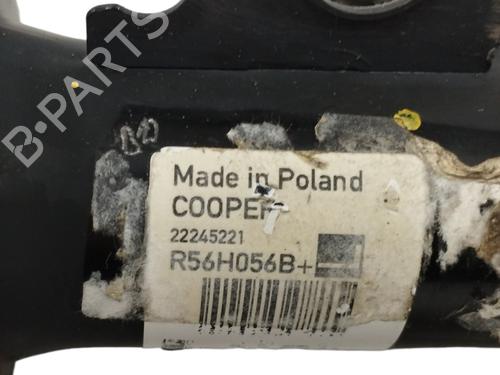 B-PARTS
Made in Poland
COOPER
22245221
R56H056B+